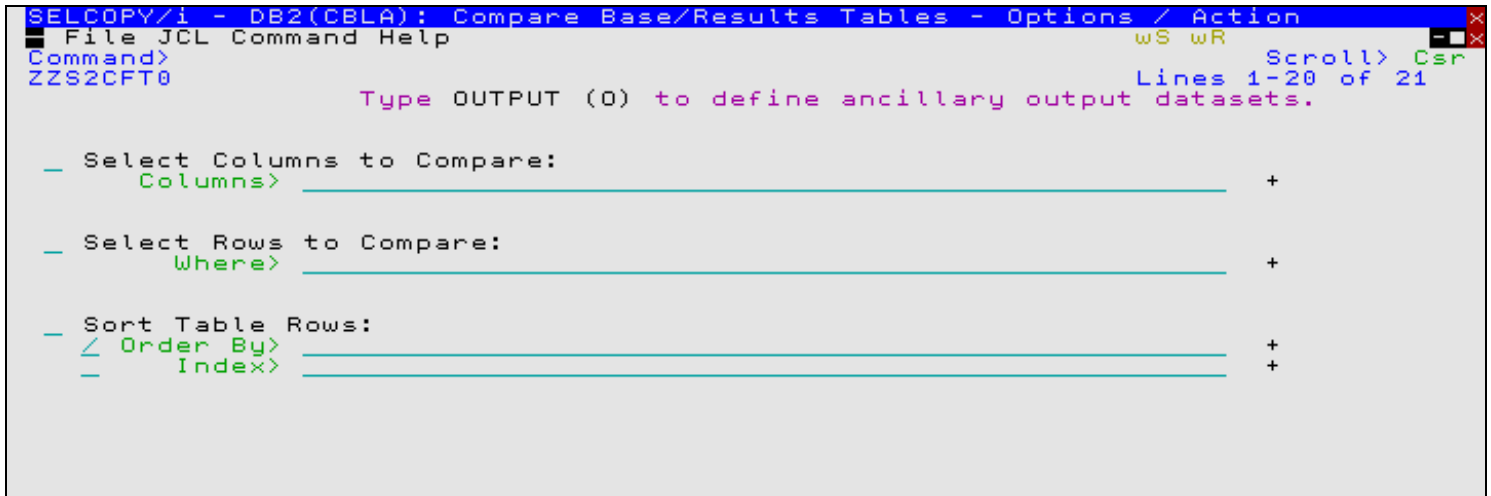 SELCOPY/i - DB2(CBLA): Compare Base/Results Tables - Options / Action
File JCL Command Help wS wR
Command> Scroll> Csr
ZZS2CFT0 Lines 1-20 of 21
Type OUTPUT (O) to define ancillary output datasets.
_ Select Columns to Compare:
Columns> +
_ Select Rows to Compare:
Where> +
_ Sort Table Rows:
/ Order By> +
_ Index> +